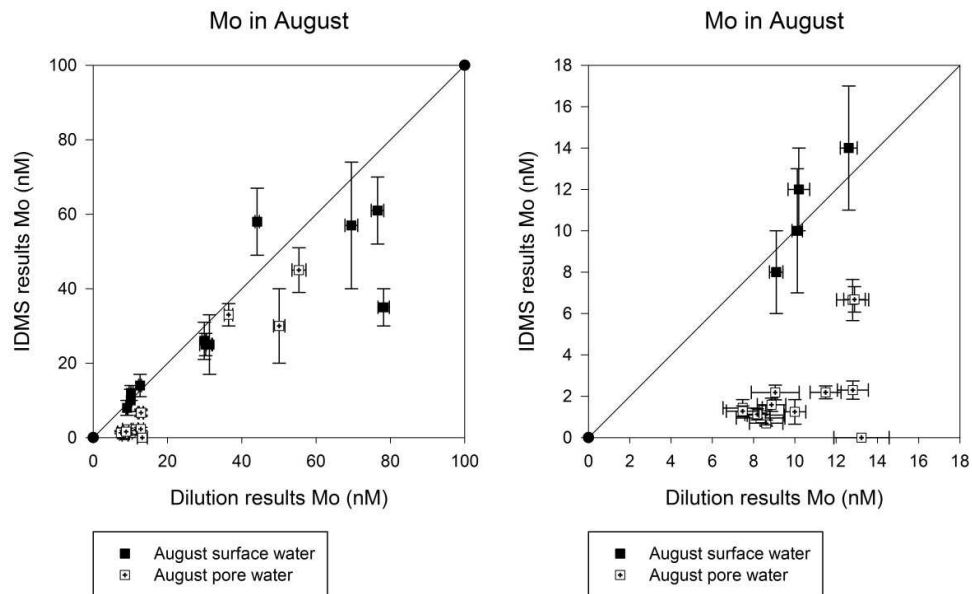 Mo in August
100
80
60
40
20
0
IDMS results Mo (nM)
0 20 40 60 80 100
Dilution results Mo (nM)
August surface water
August pore water
Mo in August
18
16
14
12
10
8
6
4
2
0
IDMS results Mo (nM)
0 2 4 6 8 10 12 14 16 18
Dilution results Mo (nM)
August surface water
August pore water